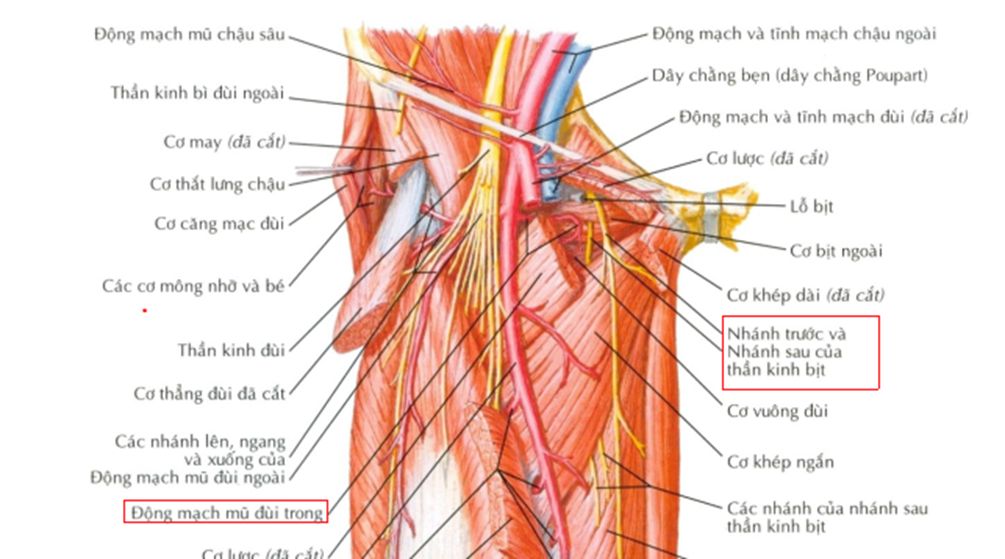 Động mạch mũ chậu sâu
Thần kinh bì đùi ngoài
Cơ may (đã cắt)
Cơ thắt lưng chậu
Cơ căng mạc đùi
Các cơ mông nhỡ và bé
Thần kinh đùi
Cơ thẳng đùi đã cắt
Các nhánh lên, ngang
và xuống của
Động mạch mũ đùi ngoài
Động mạch mũ đùi trong
Cơ lược (đã cắt)
Động mạch và tĩnh mạch chậu ngoài
Dây chằng bẹn (dây chằng Poupart)
Động mạch và tĩnh mạch đùi (đã cắt)
Cơ lược (đã cắt)
Lỗ bịt
Cơ bịt ngoài
Cơ khép dài (đã cắt)
Nhánh trước và
Nhánh sau của
thần kinh bịt
Cơ vuông đùi
Cơ khép ngắn
Các nhánh của nhánh sau
thần kinh bịt